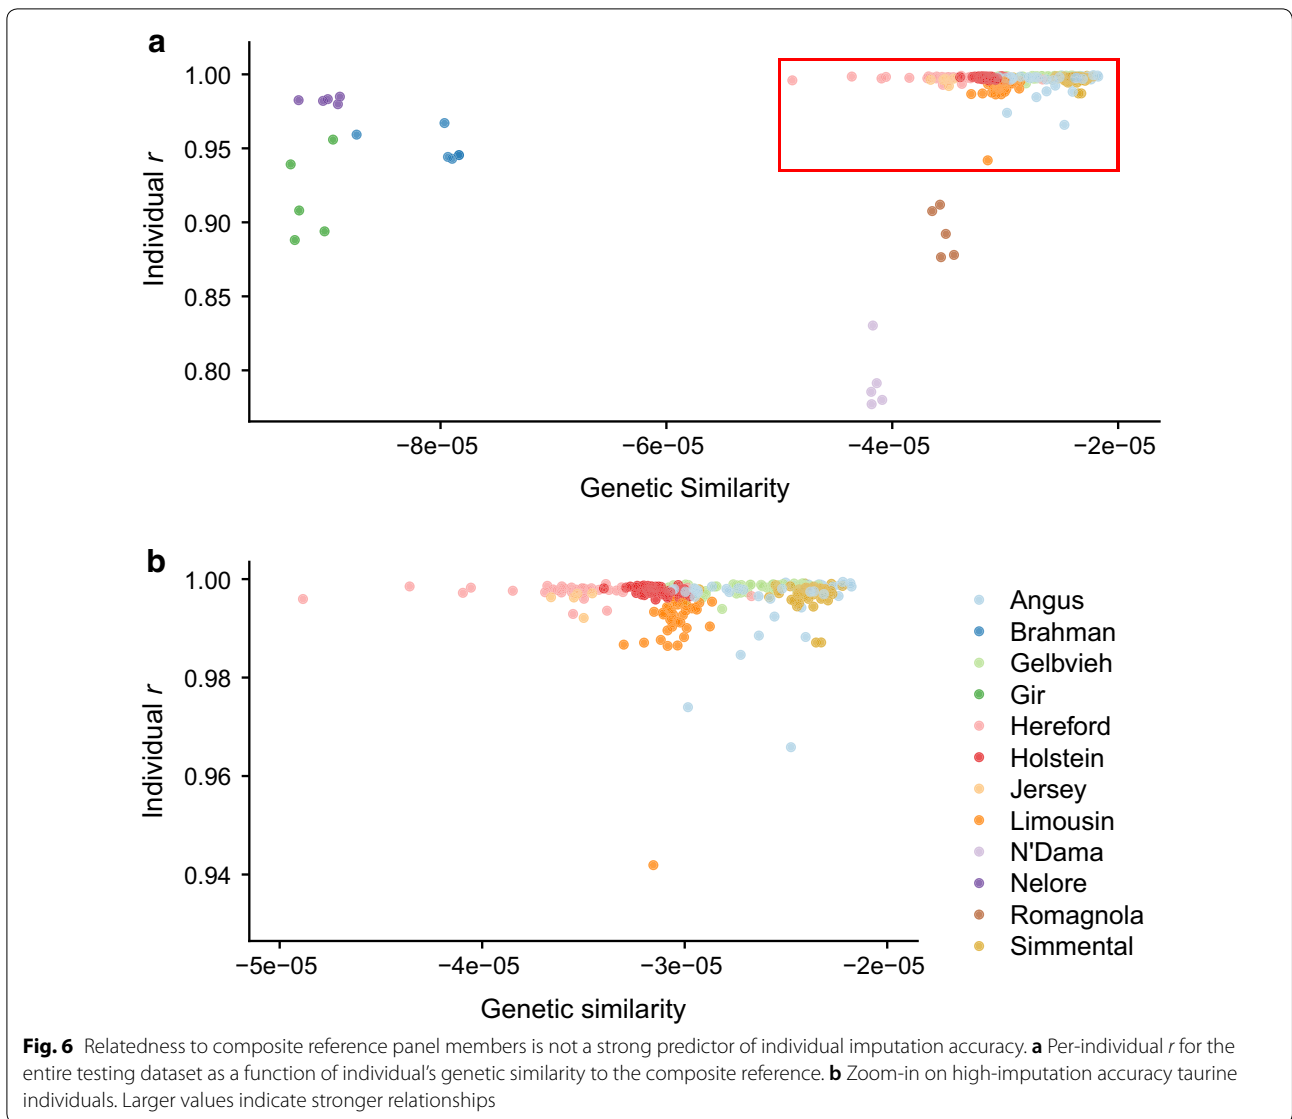 a
1.00
0.95
0.90
0.85
0.80
Individual r
−8e−05 −6e−05 −4e−05 −2e−05
Genetic Similarity
b
1.00
0.98
0.96
0.94
Individual r
−5e−05 −4e−05 −3e−05 −2e−05
Genetic similarity
Angus
Brahman
Gelbvieh
Gir
Hereford
Holstein
Jersey
Limousin
N'Dama
Nelore
Romagnola
Simmental
Fig. 6 Relatedness to composite reference panel members is not a strong predictor of individual imputation accuracy. a Per-individual r for the
entire testing dataset as a function of individual’s genetic similarity to the composite reference. b Zoom-in on high-imputation accuracy taurine
individuals. Larger values indicate stronger relationships